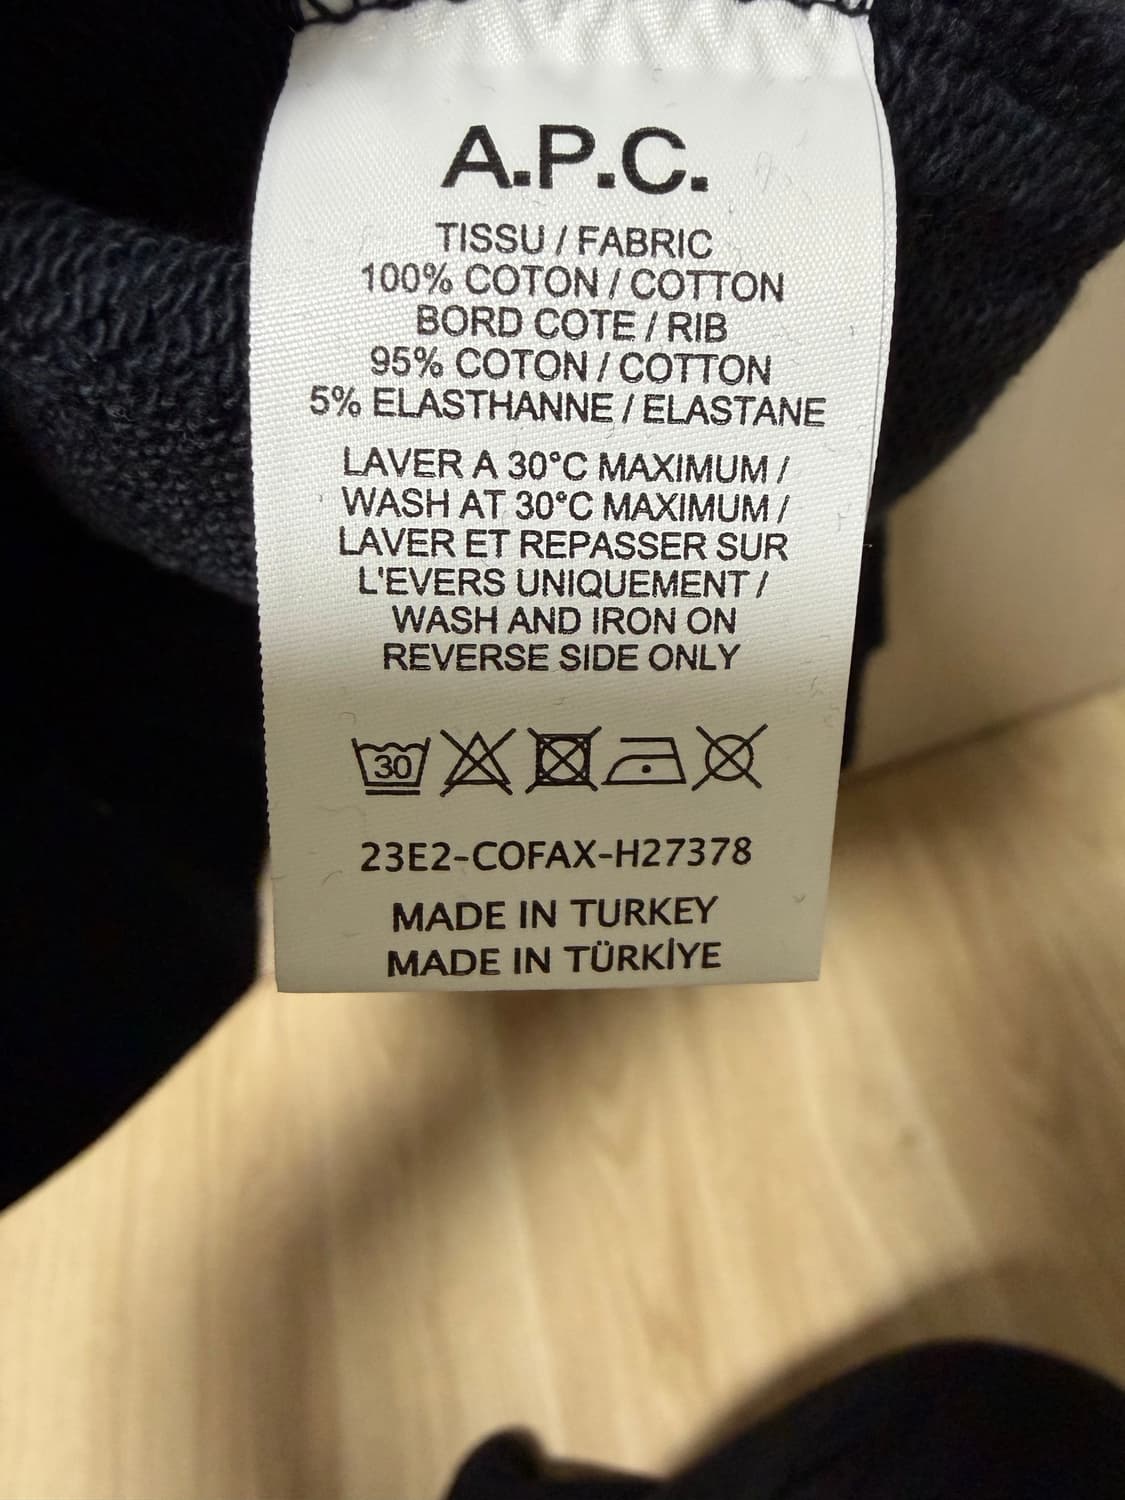 A.P.C.
TISSU / FABRIC
100% COTON / COTTON
BORD COTE / RIB
95% COTON / COTTON
5% ELASTHANNE / ELASTANE
LAVER A 30°C MAXIMUM /
WASH AT 30°C MAXIMUM /
LAVER ET REPASSER SUR
L'EVERS UNIQUEMENT /
WASH AND IRON ON
REVERSE SIDE ONLY
30
23E2-COFAX-H27378
MADE IN TURKEY
MADE IN TÜRKİYE